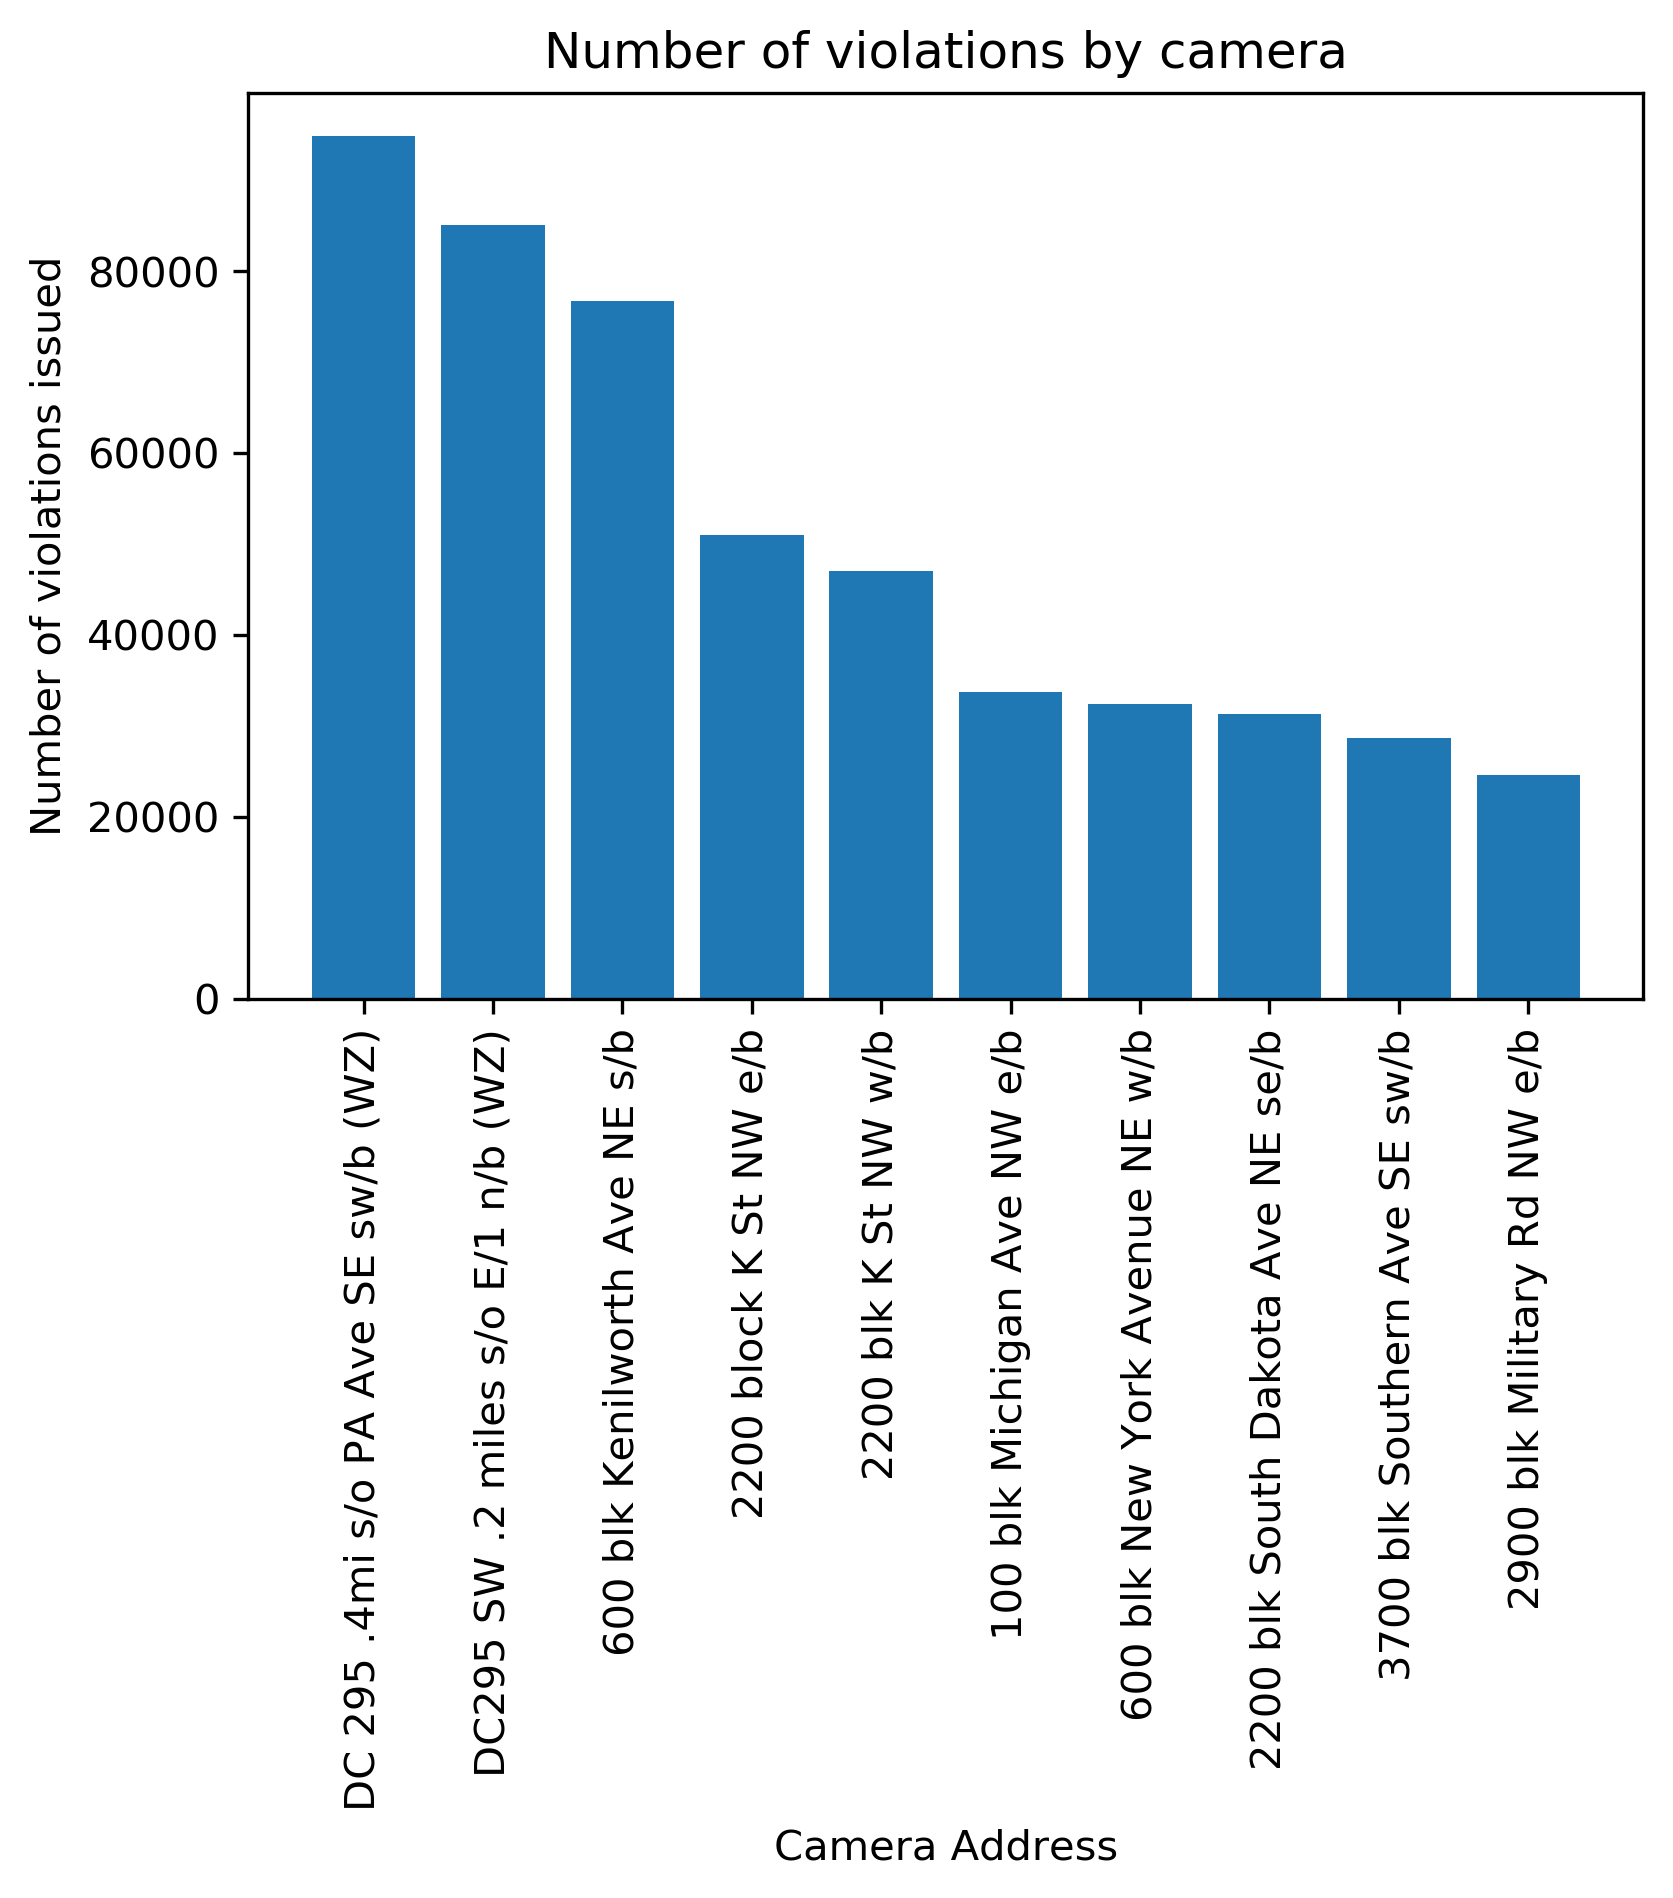 Number of violations by camera
Number of violations issued
80000
60000
40000
20000
0
DC 295 .4mi s/o PA Ave SE sw/b (WZ)
DC295 SW .2 miles s/o E/1 n/b (WZ)
600 blk Kenilworth Ave NE s/b
2200 block K St NW e/b
2200 blk K St NW w/b
100 blk Michigan Ave NW e/b
600 blk New York Avenue NE w/b
2200 blk South Dakota Ave NE se/b
3700 blk Southern Ave SE sw/b
2900 blk Military Rd NW e/b
Camera Address